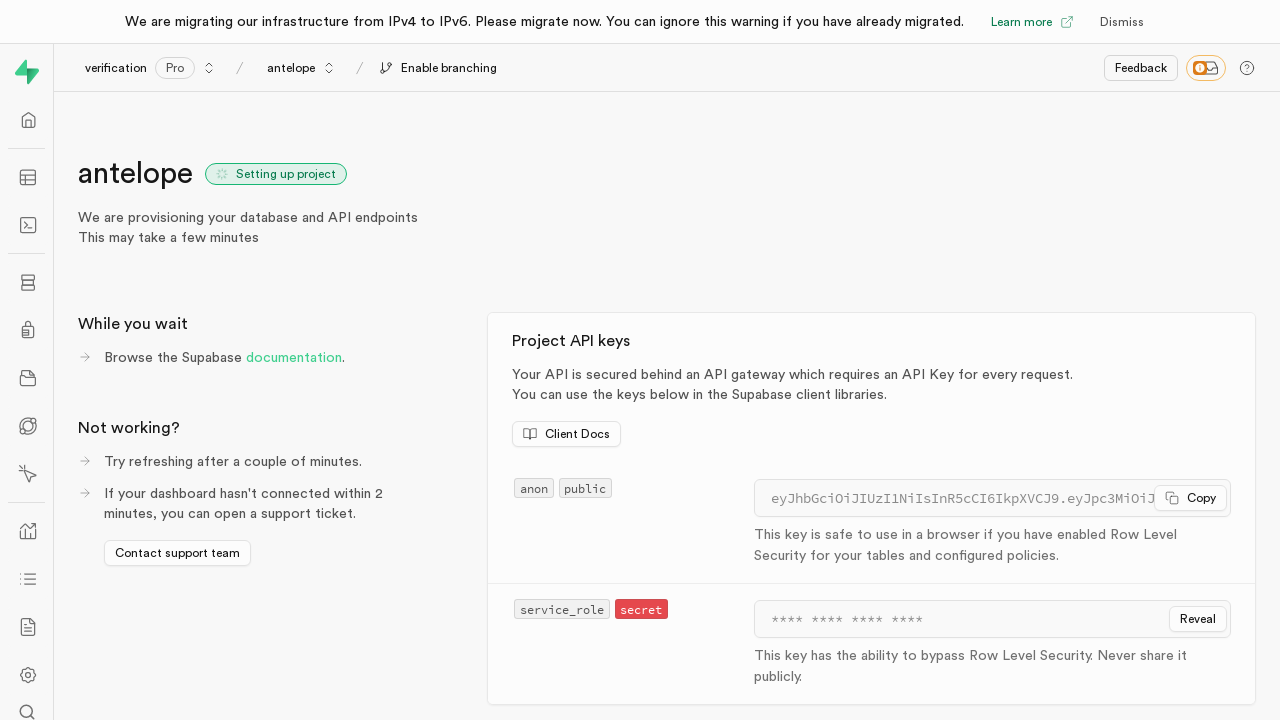 We are migrating our infrastructure from IPv4 to IPv6. Please migrate now. You can ignore this warning if you have already migrated.
Learn more
Dismiss
verification
Pro
/
antelope
/
Enable branching
Feedback
antelope
Setting up project
We are provisioning your database and API endpoints
This may take a few minutes
While you wait
Browse the Supabase documentation.
Not working?
Try refreshing after a couple of minutes.
If your dashboard hasn't connected within 2
minutes, you can open a support ticket.
Contact support team
Project API keys
Your API is secured behind an API gateway which requires an API Key for every request.
You can use the keys below in the Supabase client libraries.
Client Docs
anon public
eyJhbGciOiJIUzI1NiIsInR5cCI6IkpXVCJ9.eyJpc3MiOiJ
Copy
This key is safe to use in a browser if you have enabled Row Level
Security for your tables and configured policies.
service_role secret
**** **** **** ****
Reveal
This key has the ability to bypass Row Level Security. Never share it
publicly.